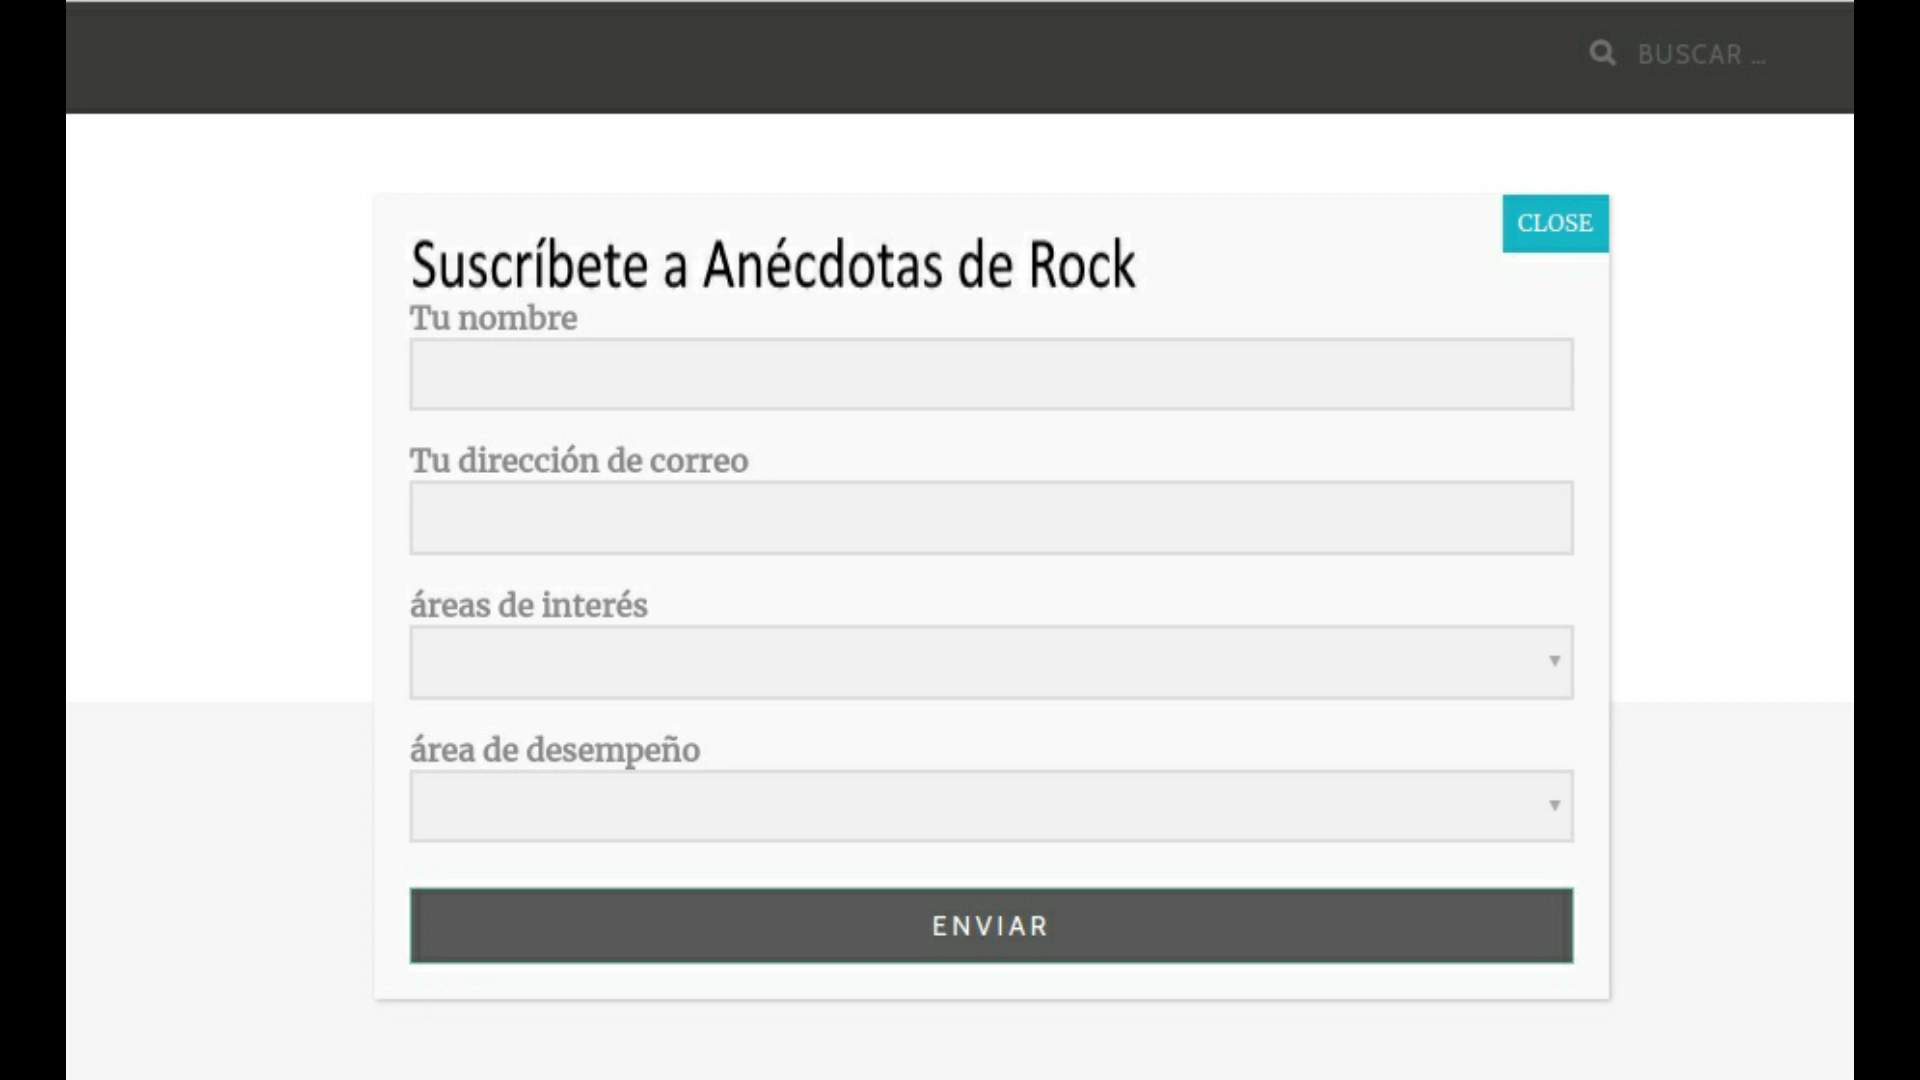 BUSCAR ...
CLOSE
Suscríbete a Anécdotas de Rock
Tu nombre
Tu dirección de correo
áreas de interés
área de desempeño
ENVIAR